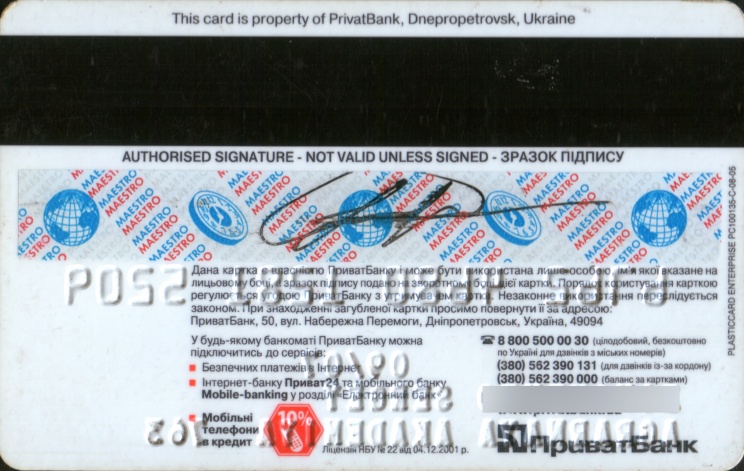 This card is property of PrivatBank, Dnepropetrovsk, Ukraine
AUTHORISED SIGNATURE - NOT VALID UNLESS SIGNED - ЗРАЗОК ПІДПИСУ
MAESTRO MAESTRO MAESTRO
PLASTICCARD ENTERPRISE PC100135-C-08-05
Дана картка є власністю ПриватБанку і може бути використана лише особою, ім'я якої вказане на
лицьовому боці, а зразок підпису подано на зворотному боці цієї картки. Порядок користування карткою
регулюється угодою з ПриватБанку з утримувачем картки. Незаконне користування переслідується
законом. При знаходженні загубленої картки просимо повернути її за адресою:
ПриватБанк, 50, вул. Набережна Перемоги, Дніпропетровськ, Україна, 49094
У будь-якому банкоматі ПриватБанку можна
підключитись до сервісів:
Безпечних платежів в Інтернеті
Інтернет-банку Приват24 та мобільного банку
Mobile-banking у розділі «Електронний банк»
Мобільні
телефони
в кредит
10%
Ліцензія НБУ № 22 від 04.12.2001 р.
☎ 8 800 500 00 30 (цілодобовий, безкоштовно
по Україні для дзвінків з міських номерів)
(380) 562 390 131 (для дзвінків із-за кордону)
(380) 562 390 000 (баланс за картками)
ПриватБанк